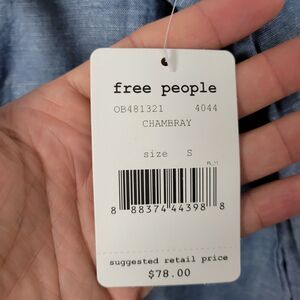 free people
OB481321 4044
CHAMBRAY
size S
8 88374 44398 8
suggested retail price
$78.00